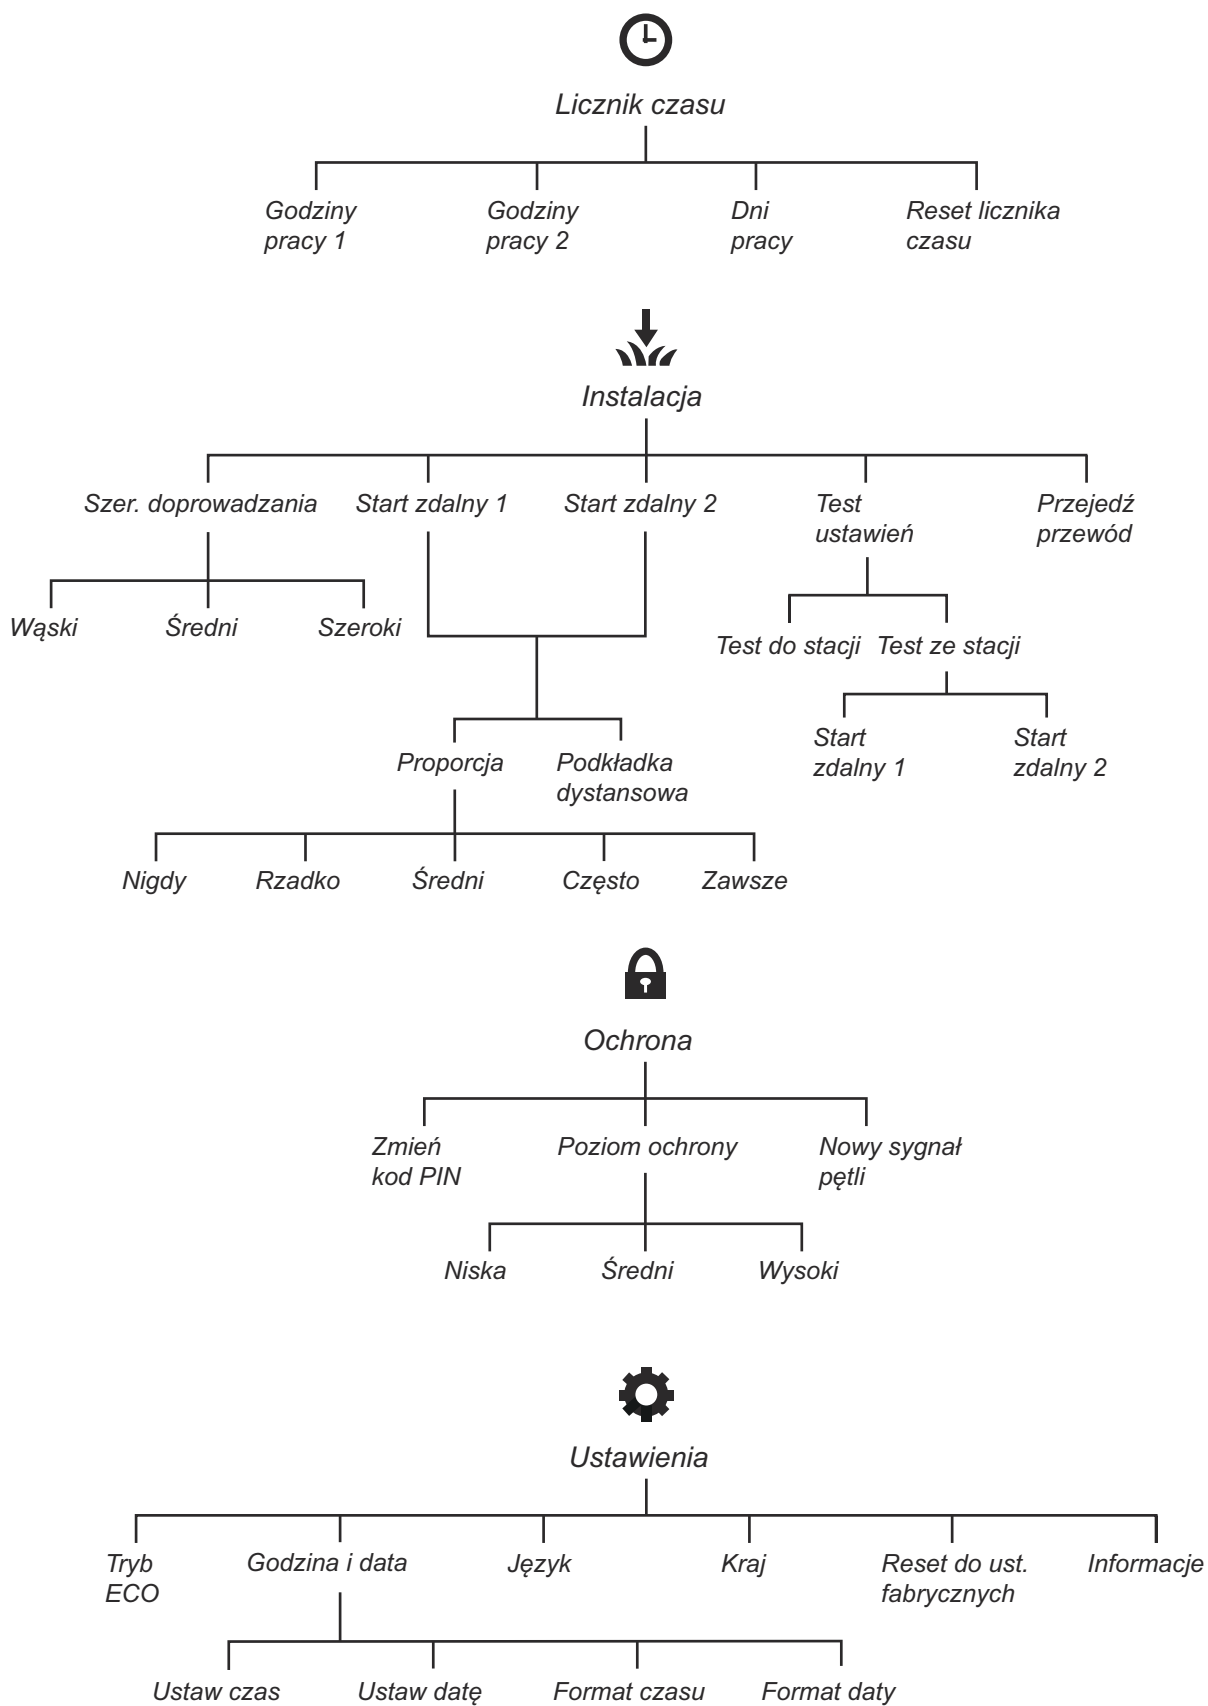 Licznik czasu
Godziny
pracy 1
Godziny
pracy 2
Dni
pracy
Reset licznika
czasu
Instalacja
Szer. doprowadzania
Start zdalny 1
Start zdalny 2
Test
ustawień
Przejedź
przewód
Wąski
Średni
Szeroki
Test do stacji
Test ze stacji
Start
zdalny 1
Start
zdalny 2
Proporcja
Podkładka
dystansowa
Nigdy
Rzadko
Średni
Często
Zawsze
Ochrona
Zmień
kod PIN
Poziom ochrony
Nowy sygnał
pętli
Niska
Średni
Wysoki
Ustawienia
Tryb
ECO
Godzina i data
Język
Kraj
Reset do ust.
fabrycznych
Informacje
Ustaw czas
Ustaw datę
Format czasu
Format daty